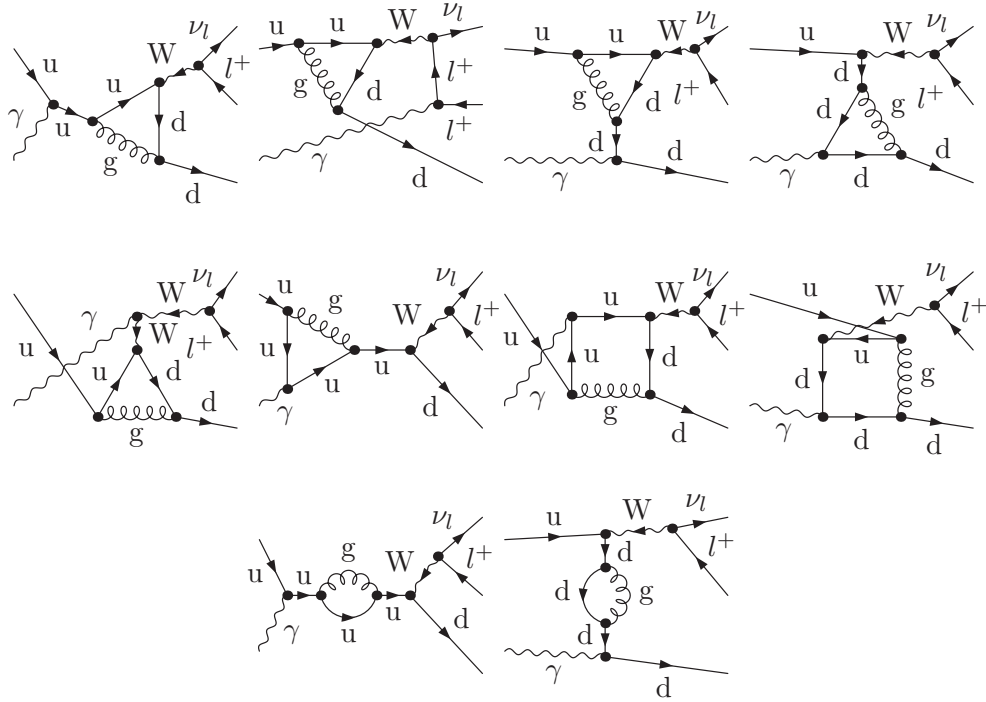 u γ u u W ν_l l⁺ d g d
u u W ν_l g d l⁺ l⁺ γ d
u u W ν_l g d l⁺ d γ d
u W ν_l d g l⁺ d γ d d
u γ W ν_l W l⁺ u d g d
u g W ν_l l⁺ u u u γ d
u u W ν_l l⁺ u d γ g d
u W ν_l l⁺ u d g γ d d
u γ u g u u W ν_l l⁺ d
u W ν_l d l⁺ d g d γ d